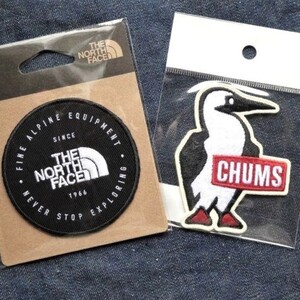 THE
NORTH
FACE
FINE ALPINE EQUIPMENT
SINCE
THE
NORTH
FACE
1966
NEVER STOP EXPLORING
CHUMS